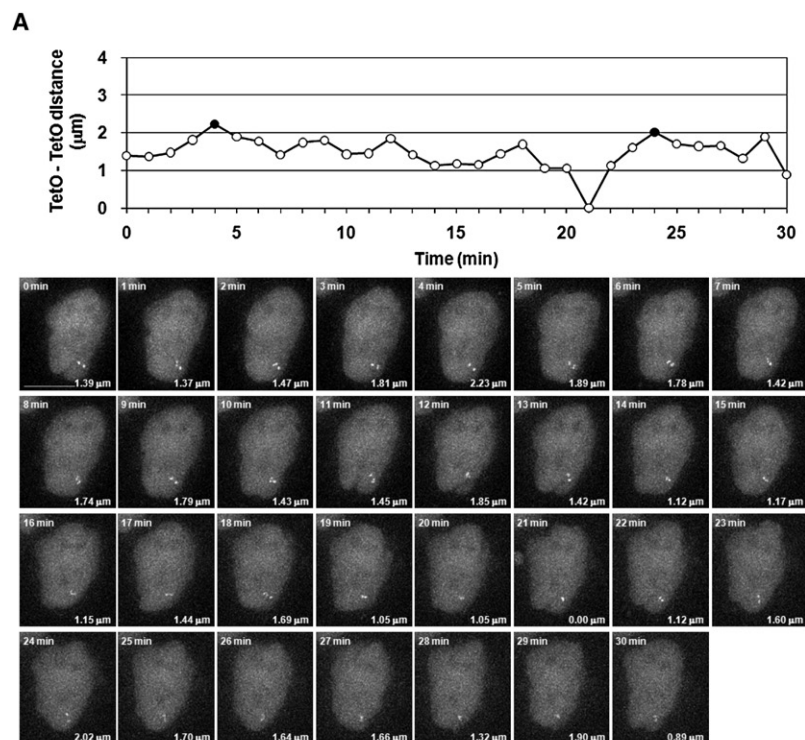 A
TetO - TetO distance
(μm)
4
3
2
1
0
0 5 10 15 20 25 30
Time (min)
0 min 1 min 2 min 3 min 4 min 5 min 6 min 7 min
1.39 μm 1.37 μm 1.47 μm 1.81 μm 2.23 μm 1.89 μm 1.78 μm 1.42 μm
8 min 9 min 10 min 11 min 12 min 13 min 14 min 15 min
1.74 μm 1.79 μm 1.43 μm 1.45 μm 1.85 μm 1.42 μm 1.12 μm 1.17 μm
16 min 17 min 18 min 19 min 20 min 21 min 22 min 23 min
1.15 μm 1.44 μm 1.69 μm 1.05 μm 1.05 μm 0.00 μm 1.12 μm 1.60 μm
24 min 25 min 26 min 27 min 28 min 29 min 30 min
2.02 μm 1.70 μm 1.64 μm 1.66 μm 1.32 μm 1.90 μm 0.89 μm